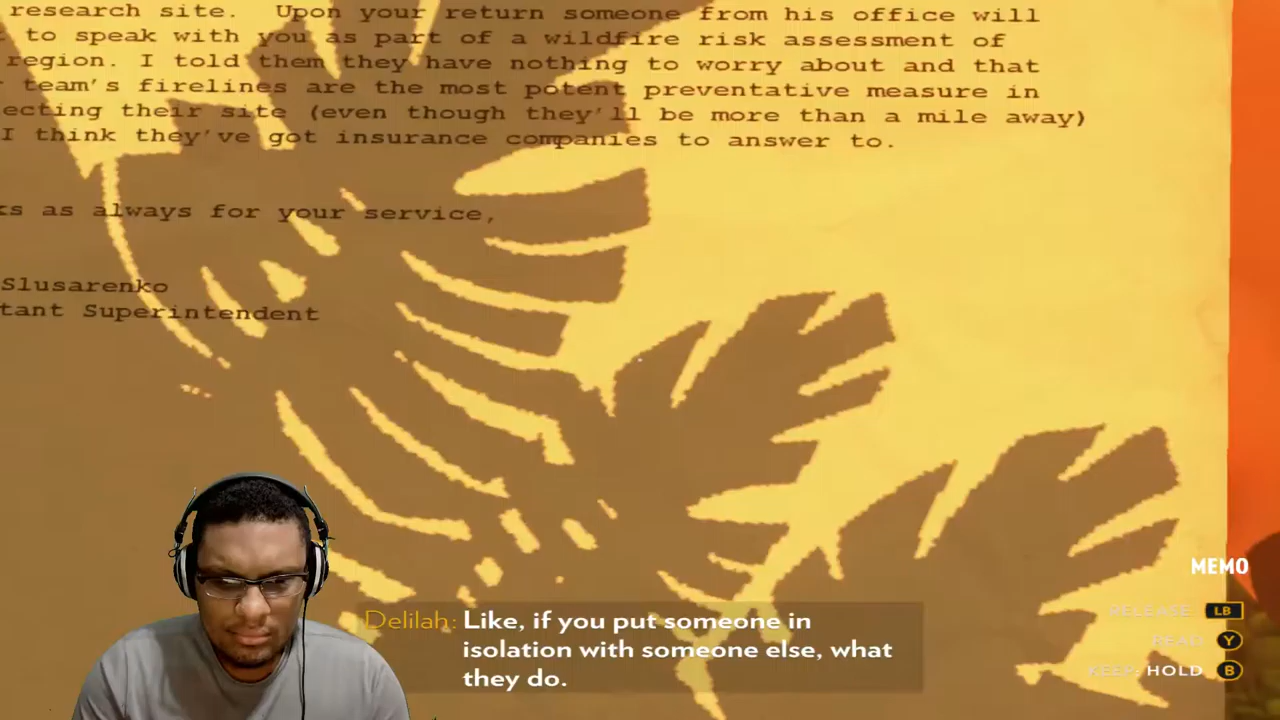 research site. Upon your return someone from his office will
to speak with you as part of a wildfire risk assessment of
region. I told them they have nothing to worry about and that
team's firelines are the most potent preventative measure in
ecting their site (even though they'll be more than a mile away)
I think they've got insurance companies to answer to.
ks as always for your service,
Slusarenko
tant Superintendent
MEMO
RELEASE: LB
READ: Y
KEEP: HOLD B
Delilah: Like, if you put someone in
isolation with someone else, what
they do.